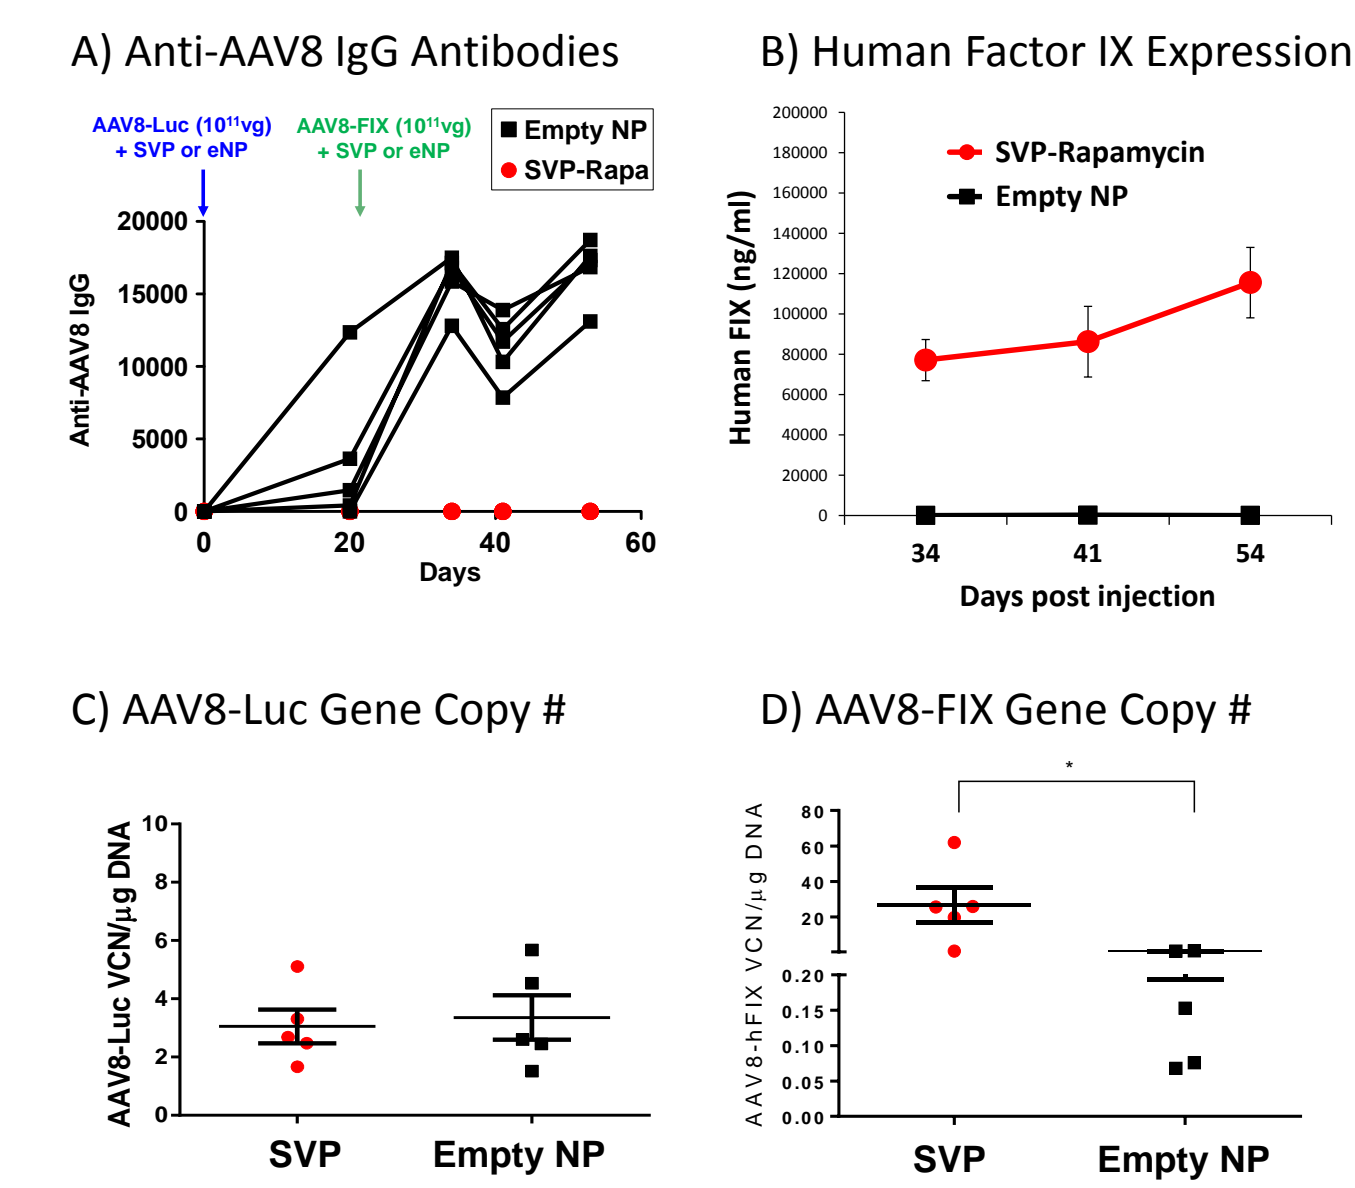 A) Anti-AAV8 IgG Antibodies
AAV8-Luc (10¹¹vg)
+ SVP or eNP
AAV8-FIX (10¹¹vg)
+ SVP or eNP
Empty NP
SVP-Rapa
Anti-AAV8 IgG
20000
15000
10000
5000
0
0 20 40 60
Days
B) Human Factor IX Expression
SVP-Rapamycin
Empty NP
Human FIX (ng/ml)
200000
180000
160000
140000
120000
100000
80000
60000
40000
20000
0
34 41 54
Days post injection
C) AAV8-Luc Gene Copy #
AAV8-Luc VCN/µg DNA
10
8
6
4
2
0
SVP Empty NP
D) AAV8-FIX Gene Copy #
*
AAV8-hFIX VCN/µg DNA
80
60
40
20
0.20
0.15
0.10
0.05
0.00
SVP Empty NP